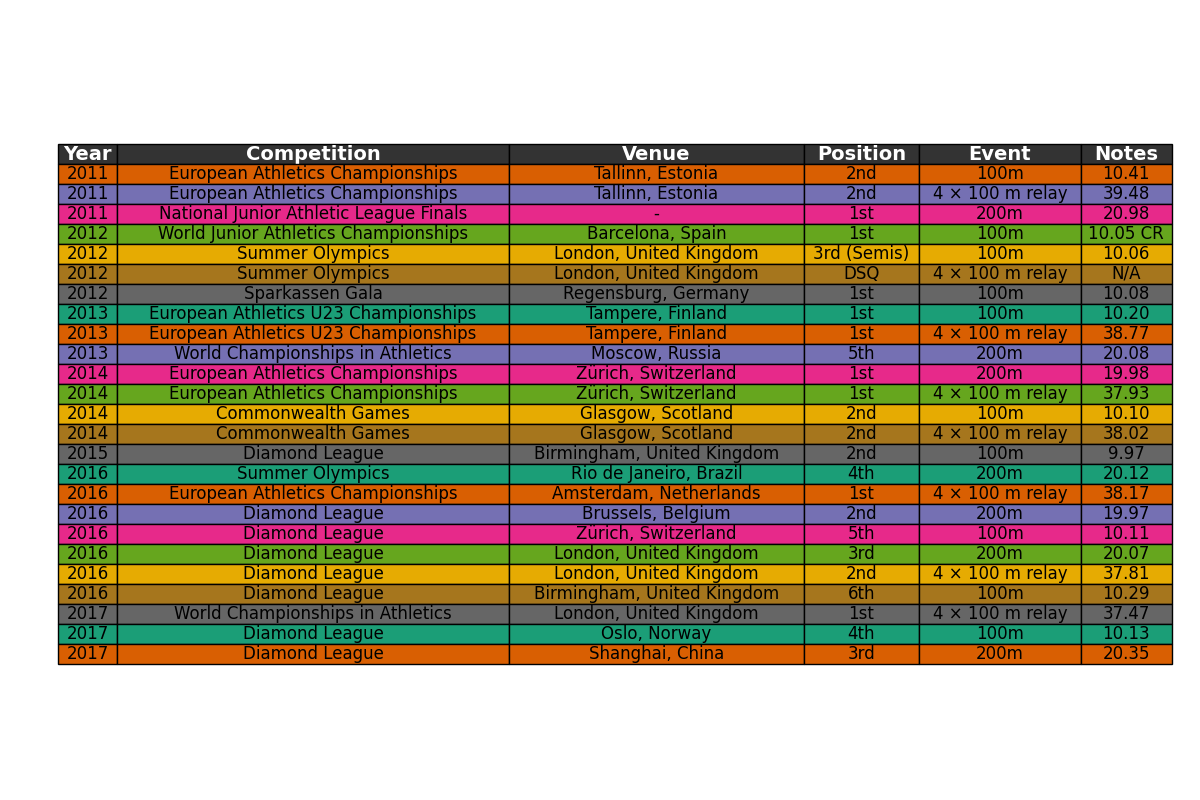 Year Competition Venue Position Event Notes
2011 European Athletics Championships Tallinn, Estonia 2nd 100m 10.41
2011 European Athletics Championships Tallinn, Estonia 2nd 4 × 100 m relay 39.48
2011 National Junior Athletic League Finals - 1st 200m 20.98
2012 World Junior Athletics Championships Barcelona, Spain 1st 100m 10.05 CR
2012 Summer Olympics London, United Kingdom 3rd (Semis) 100m 10.06
2012 Summer Olympics London, United Kingdom DSQ 4 × 100 m relay N/A
2012 Sparkassen Gala Regensburg, Germany 1st 100m 10.08
2013 European Athletics U23 Championships Tampere, Finland 1st 100m 10.20
2013 European Athletics U23 Championships Tampere, Finland 1st 4 × 100 m relay 38.77
2013 World Championships in Athletics Moscow, Russia 5th 200m 20.08
2014 European Athletics Championships Zürich, Switzerland 1st 200m 19.98
2014 European Athletics Championships Zürich, Switzerland 1st 4 × 100 m relay 37.93
2014 Commonwealth Games Glasgow, Scotland 2nd 100m 10.10
2014 Commonwealth Games Glasgow, Scotland 2nd 4 × 100 m relay 38.02
2015 Diamond League Birmingham, United Kingdom 2nd 100m 9.97
2016 Summer Olympics Rio de Janeiro, Brazil 4th 200m 20.12
2016 European Athletics Championships Amsterdam, Netherlands 1st 4 × 100 m relay 38.17
2016 Diamond League Brussels, Belgium 2nd 200m 19.97
2016 Diamond League Zürich, Switzerland 5th 100m 10.11
2016 Diamond League London, United Kingdom 3rd 200m 20.07
2016 Diamond League London, United Kingdom 2nd 4 × 100 m relay 37.81
2016 Diamond League Birmingham, United Kingdom 6th 100m 10.29
2017 World Championships in Athletics London, United Kingdom 1st 4 × 100 m relay 37.47
2017 Diamond League Oslo, Norway 4th 100m 10.13
2017 Diamond League Shanghai, China 3rd 200m 20.35